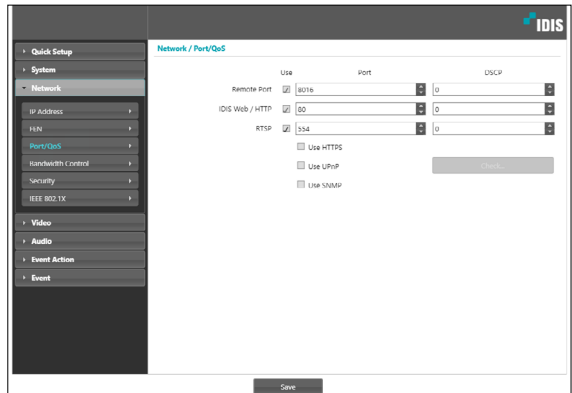 IDIS
Quick Setup
System
Network
IP Address
FEN
Port/QoS
Bandwidth Control
Security
IEEE 802.1X
Video
Audio
Event Action
Event
Network / Port/QoS
Use Port DSCP
Remote Port 8016 0
IDIS Web / HTTP 80 0
RTSP 554 0
Use HTTPS
Use UPnP Check...
Use SNMP
Save